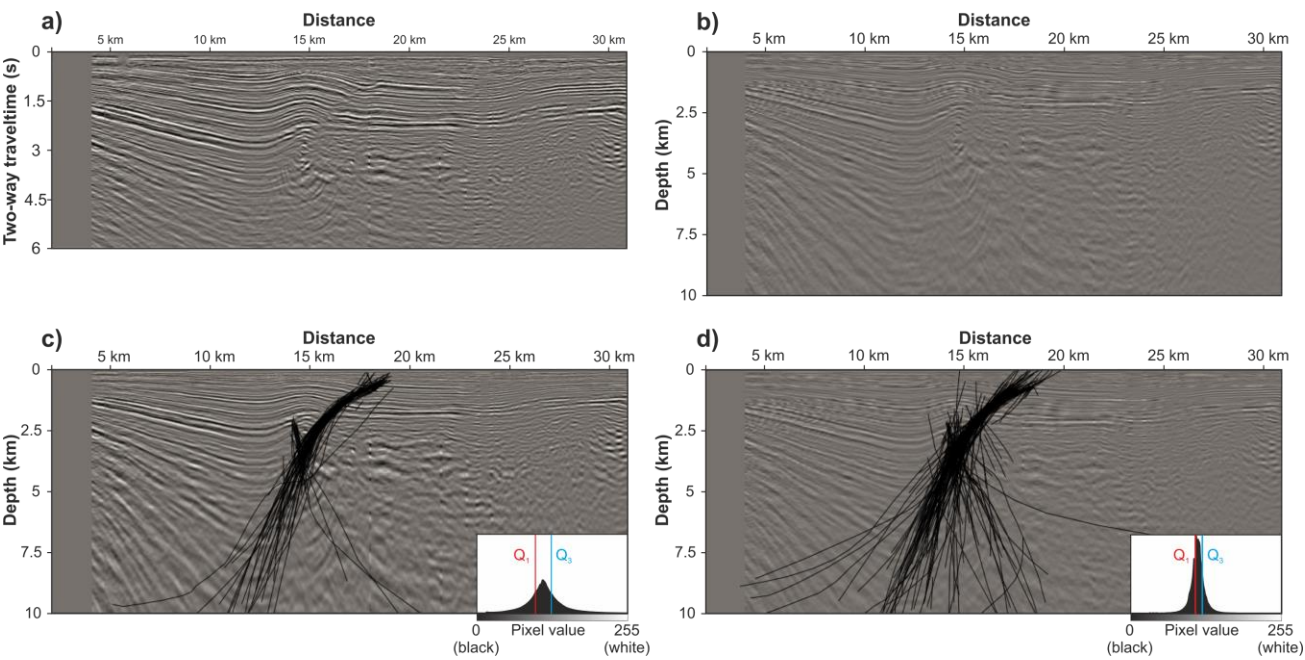 a)
Distance
5 km 10 km 15 km 20 km 25 km 30 km
Two-way traveltime (s)
0
1.5
3
4.5
6
b)
Distance
5 km 10 km 15 km 20 km 25 km 30 km
Depth (km)
0
2.5
5
7.5
10
c)
Distance
5 km 10 km 15 km 20 km 25 km 30 km
Depth (km)
0
2.5
5
7.5
10
Q₁ Q₃
0 Pixel value 255
(black) (white)
d)
Distance
5 km 10 km 15 km 20 km 25 km 30 km
Depth (km)
0
2.5
5
7.5
10
Q₁ Q₃
0 Pixel value 255
(black) (white)